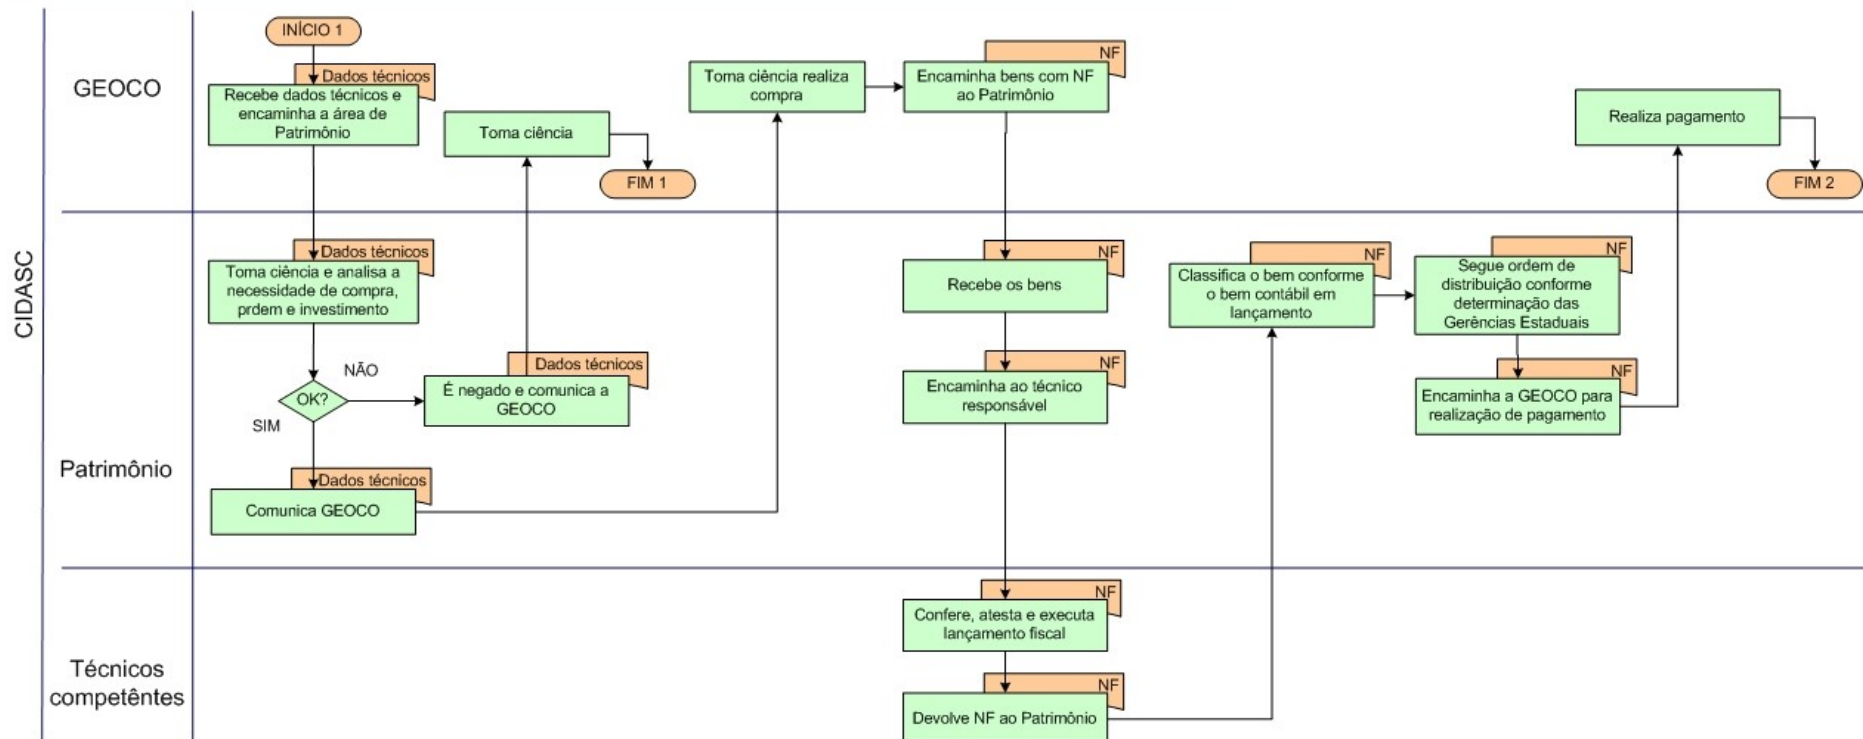 CIDASC
GEOCO
INÍCIO 1
Dados técnicos
Recebe dados técnicos e
encaminha a área de
Patrimônio
Toma ciência
FIM 1
Toma ciência realiza
compra
NF
Encaminha bens com NF
ao Patrimônio
Realiza pagamento
FIM 2
Patrimônio
Dados técnicos
Toma ciência e analisa a
necessidade de compra,
prdem e investimento
OK?
NÃO
SIM
Dados técnicos
É negado e comunica a
GEOCO
Dados técnicos
Comunica GEOCO
NF
Recebe os bens
NF
Encaminha ao técnico
responsável
NF
Classifica o bem conforme
o bem contábil em
lançamento
NF
Segue ordem de
distribuição conforme
determinação das
Gerências Estaduais
NF
Encaminha a GEOCO para
realização de pagamento
Técnicos
competêntes
NF
Confere, atesta e executa
lançamento fiscal
NF
Devolve NF ao Patrimônio